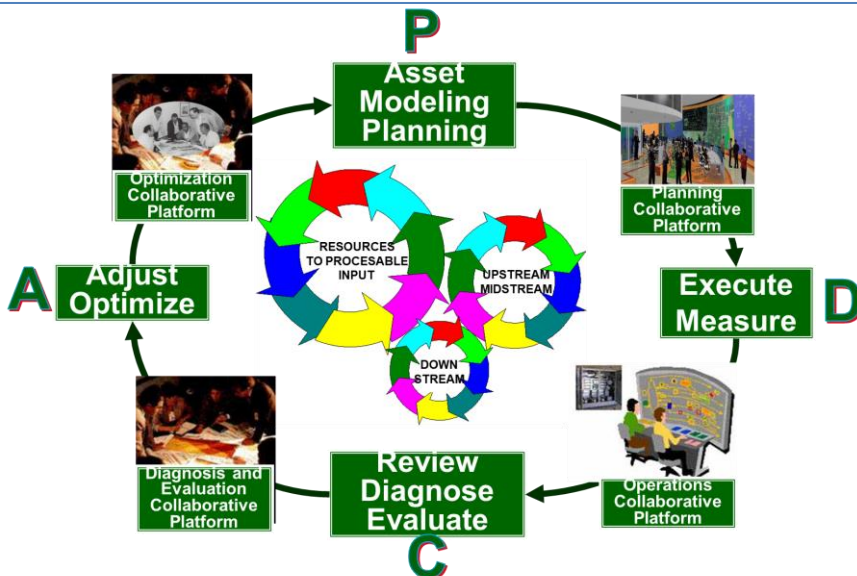 P
Asset
Modeling
Planning
Optimization
Collaborative
Platform
Planning
Collaborative
Platform
RESOURCES
TO PROCESABLE
INPUT
UPSTREAM
MIDSTREAM
A
Adjust
Optimize
Execute
Measure
D
DOWN
STREAM
Diagnosis and
Evaluation
Collaborative
Platform
Review
Diagnose
Evaluate
Operations
Collaborative
Platform
C